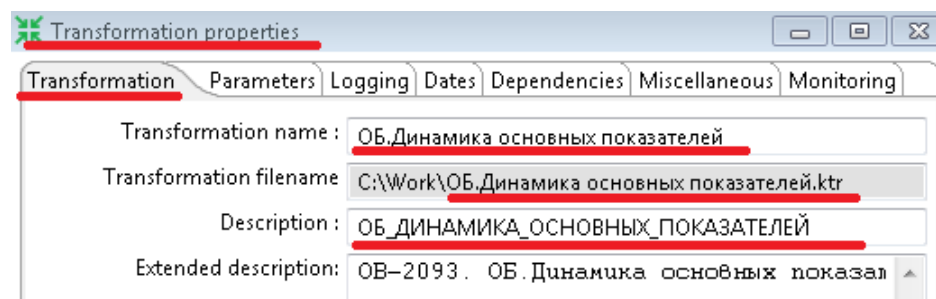 Transformation properties
Transformation Parameters Logging Dates Dependencies Miscellaneous Monitoring
Transformation name : ОБ.Динамика основных показателей
Transformation filename C:\Work\ОБ.Динамика основных показателей.ktr
Description : ОБ_ДИНАМИКА_ОСНОВНЫХ_ПОКАЗАТЕЛЕЙ
Extended description: OB-2093. ОБ.Динамика основных показат